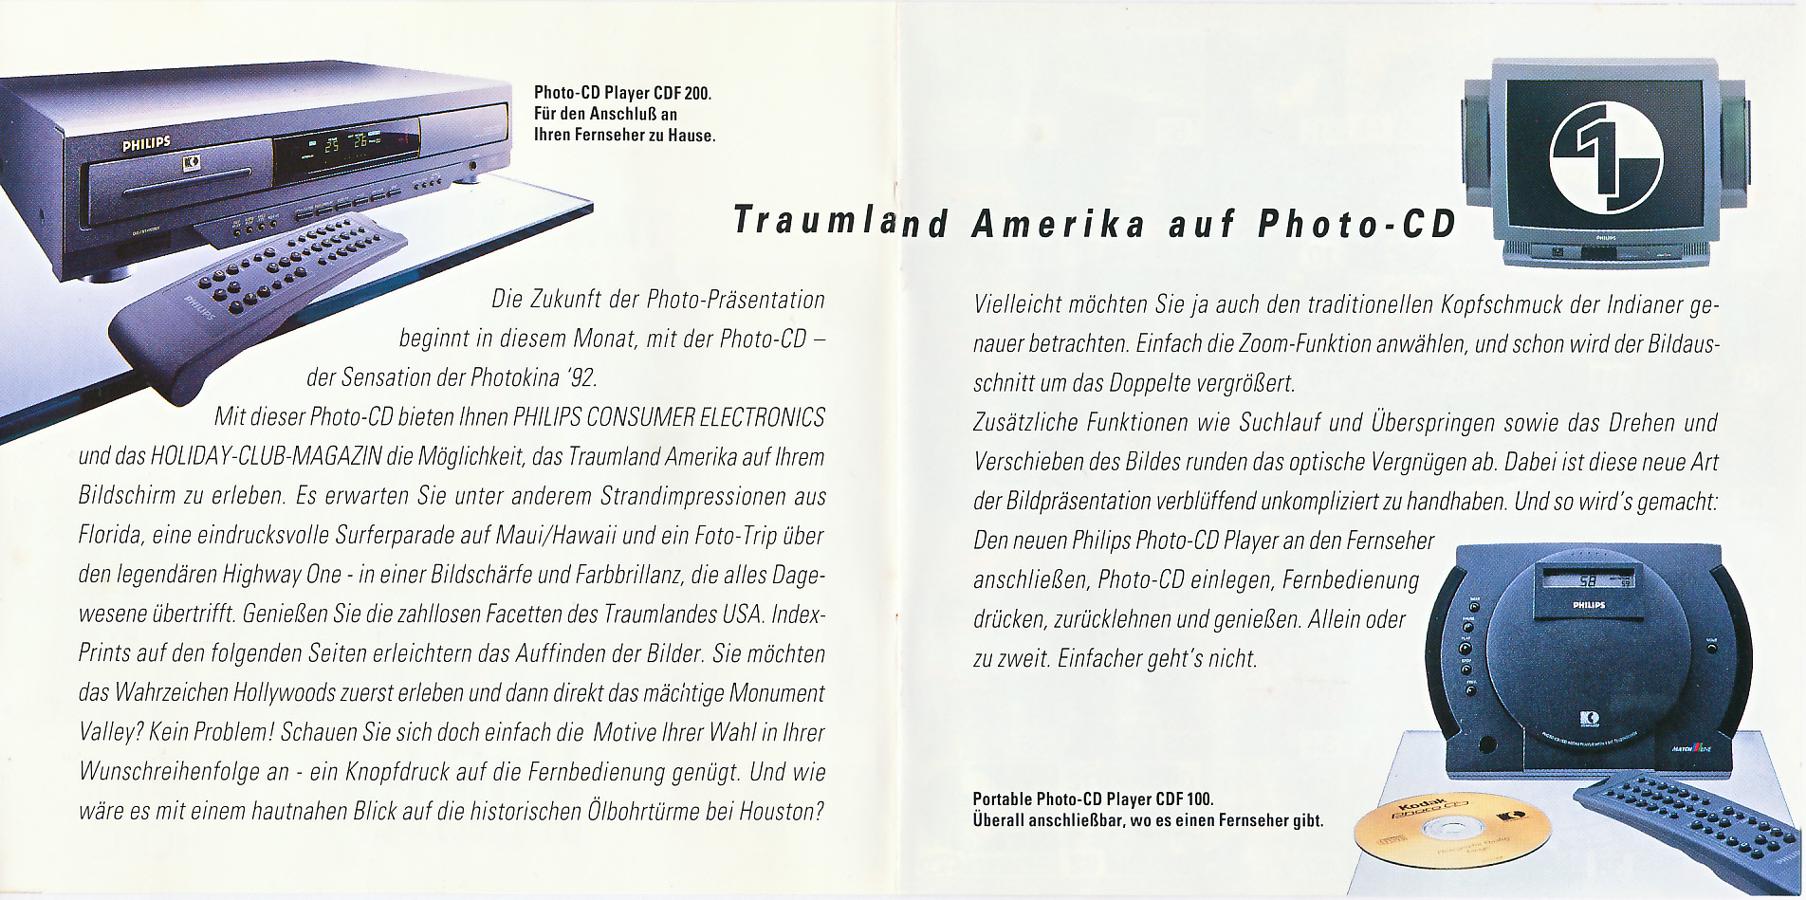 Photo-CD Player CDF 200.
Für den Anschluß an
Ihren Fernseher zu Hause.
PHILIPS
25 26
PHILIPS
Traumland Amerika auf Photo-CD
Die Zukunft der Photo-Präsentation
beginnt in diesem Monat, mit der Photo-CD –
der Sensation der Photokina '92.
Mit dieser Photo-CD bieten Ihnen PHILIPS CONSUMER ELECTRONICS
und das HOLIDAY-CLUB-MAGAZIN die Möglichkeit, das Traumland Amerika auf Ihrem
Bildschirm zu erleben. Es erwarten Sie unter anderem Strandimpressionen aus
Florida, eine eindrucksvolle Surferparade auf Maui/Hawaii und ein Foto-Trip über
den legendären Highway One - in einer Bildschärfe und Farbbrillanz, die alles Dage-
wesene übertrifft. Genießen Sie die zahllosen Facetten des Traumlandes USA. Index-
Prints auf den folgenden Seiten erleichtern das Auffinden der Bilder. Sie möchten
das Wahrzeichen Hollywoods zuerst erleben und dann direkt das mächtige Monument
Valley? Kein Problem! Schauen Sie sich doch einfach die Motive Ihrer Wahl in Ihrer
Wunschreihenfolge an - ein Knopfdruck auf die Fernbedienung genügt. Und wie
wäre es mit einem hautnahen Blick auf die historischen Ölbohrtürme bei Houston?
1
PHILIPS
Vielleicht möchten Sie ja auch den traditionellen Kopfschmuck der Indianer ge-
nauer betrachten. Einfach die Zoom-Funktion anwählen, und schon wird der Bildaus-
schnitt um das Doppelte vergrößert.
Zusätzliche Funktionen wie Suchlauf und Überspringen sowie das Drehen und
Verschieben des Bildes runden das optische Vergnügen ab. Dabei ist diese neue Art
der Bildpräsentation verblüffend unkompliziert zu handhaben. Und so wird's gemacht:
Den neuen Philips Photo-CD Player an den Fernseher
anschließen, Photo-CD einlegen, Fernbedienung
drücken, zurücklehnen und genießen. Allein oder
zu zweit. Einfacher geht's nicht.
58
PHILIPS
MATCHLINE
Portable Photo-CD Player CDF 100.
Überall anschließbar, wo es einen Fernseher gibt.
Kodak
Photo CD
PHILIPS